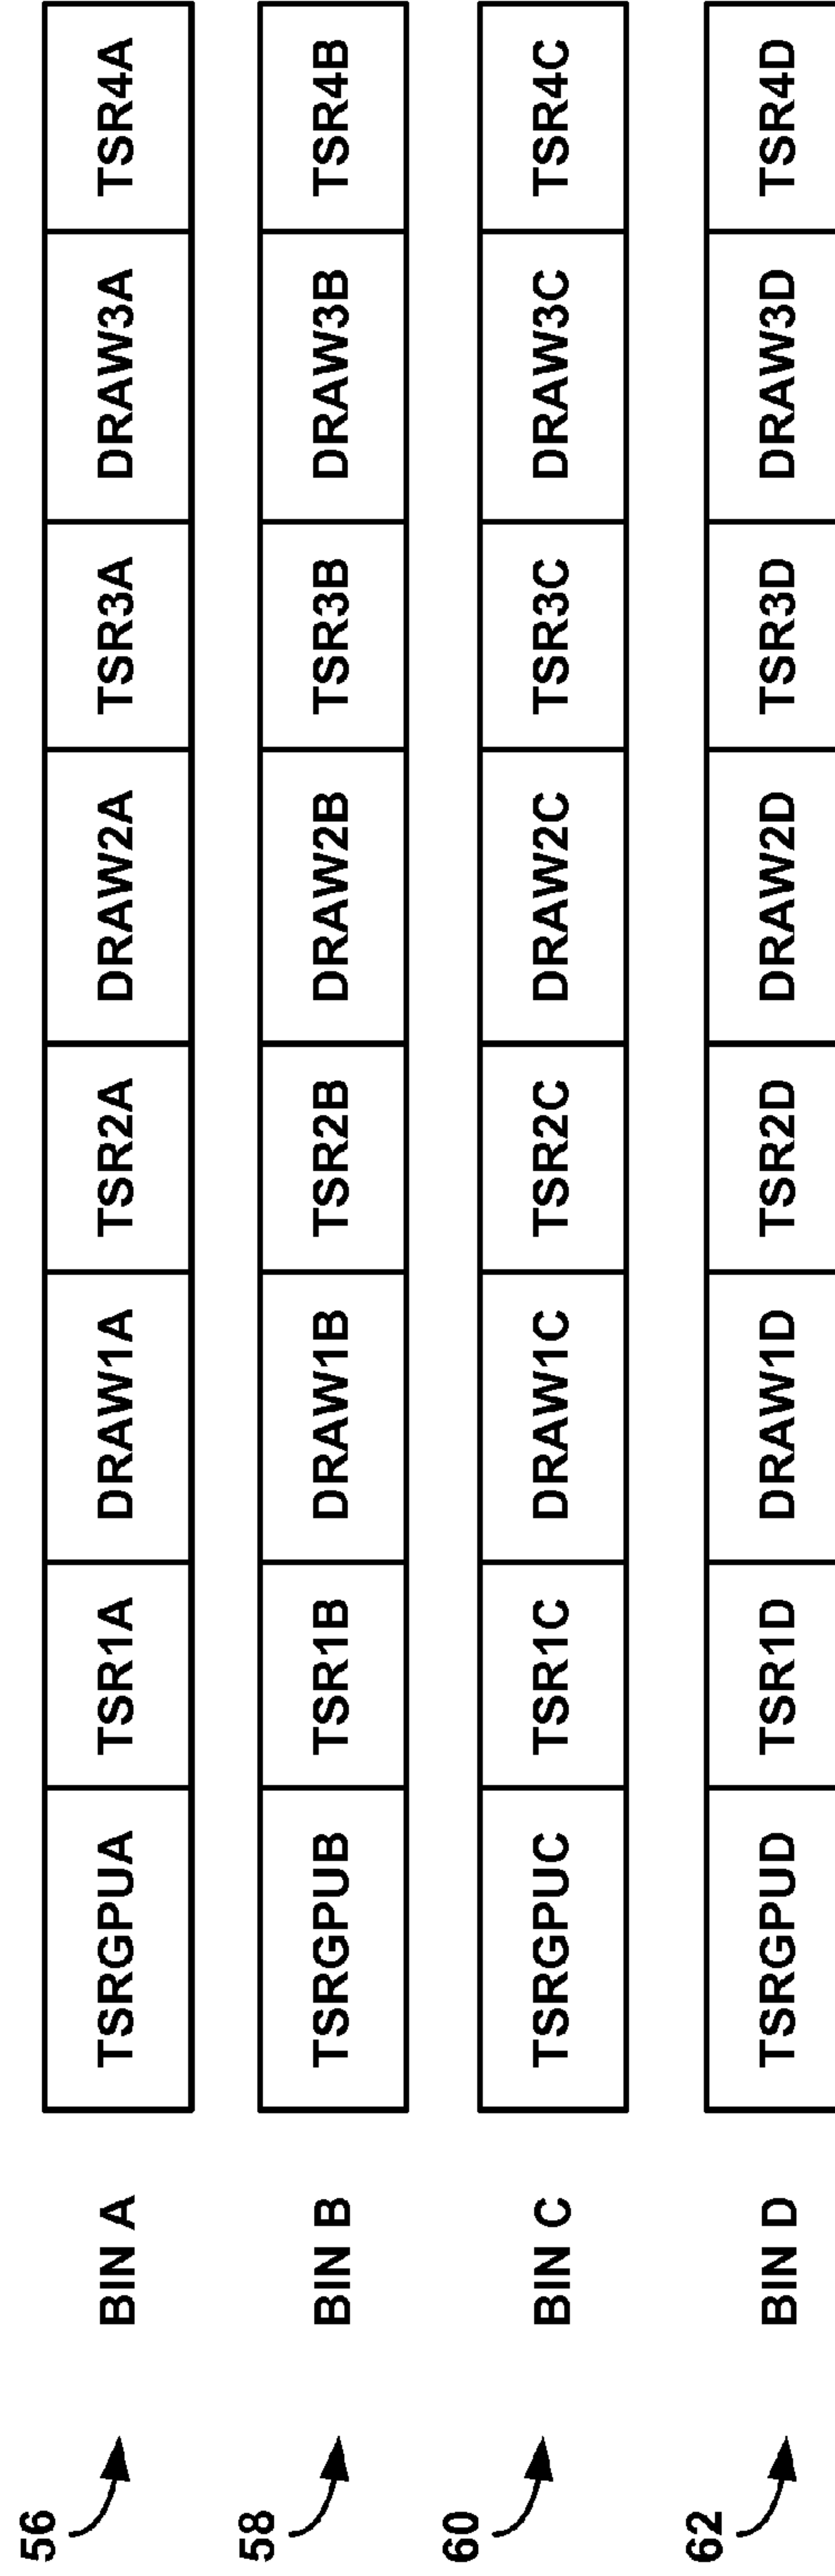 56 BIN A TSRGPUA TSR1A DRAW1A TSR2A DRAW2A TSR3A DRAW3A TSR4A
58 BIN B TSRGPUB TSR1B DRAW1B TSR2B DRAW2B TSR3B DRAW3B TSR4B
60 BIN C TSRGPUC TSR1C DRAW1C TSR2C DRAW2C TSR3C DRAW3C TSR4C
62 BIN D TSRGPUD TSR1D DRAW1D TSR2D DRAW2D TSR3D DRAW3D TSR4D